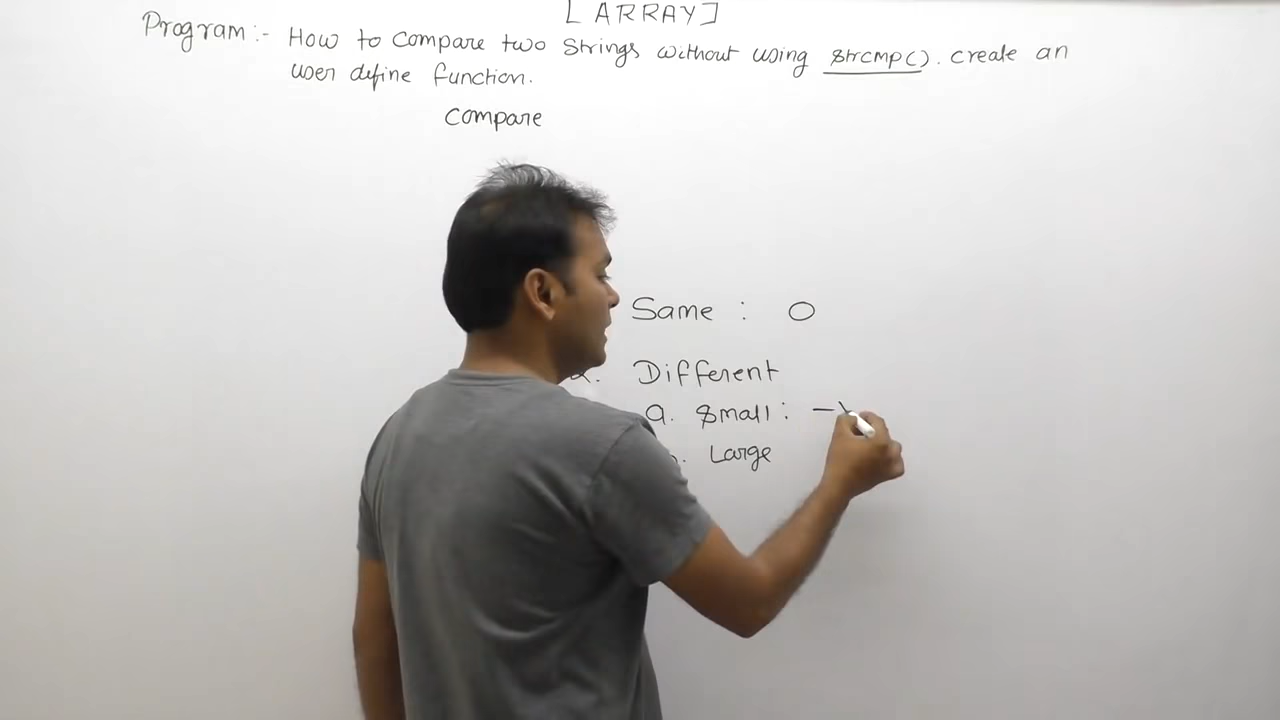 [ARRAY]
Program:- How to compare two strings without using strcmp(). create an
user define function.
Compare
Same : 0
2. Different
a. small: -
Large